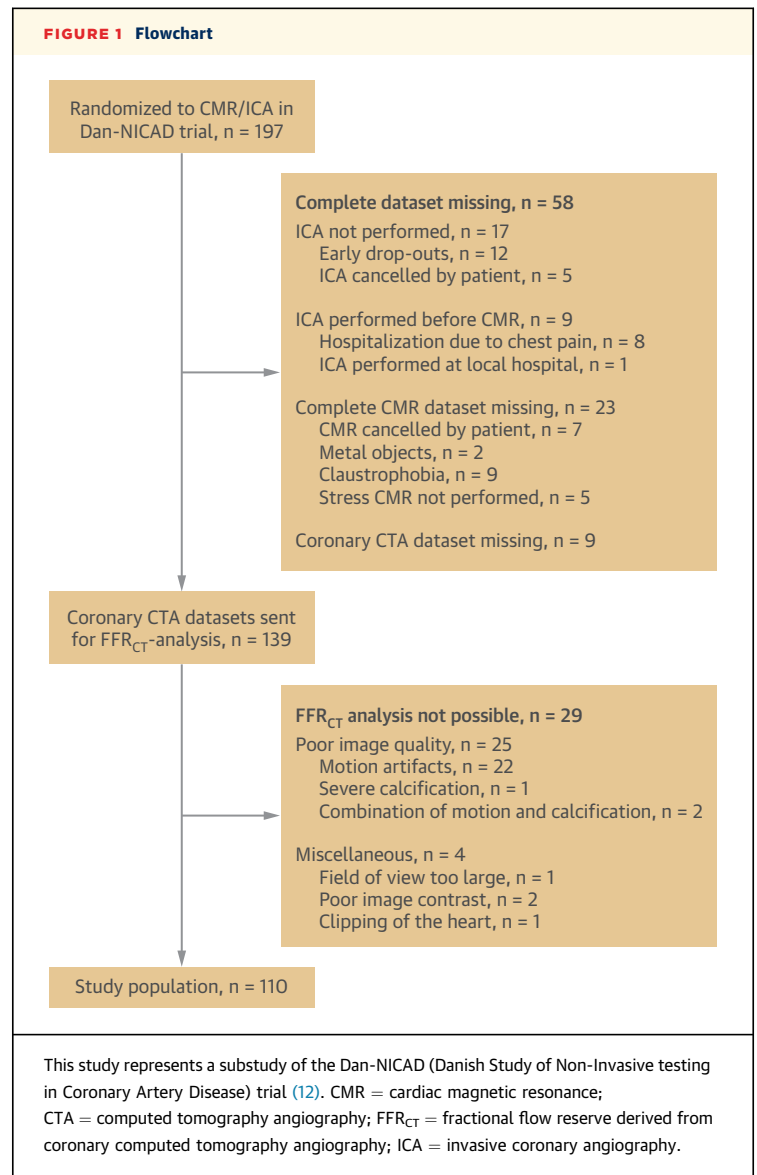 FIGURE 1 Flowchart
Randomized to CMR/ICA in
Dan-NICAD trial, n = 197
Complete dataset missing, n = 58
ICA not performed, n = 17
Early drop-outs, n = 12
ICA cancelled by patient, n = 5
ICA performed before CMR, n = 9
Hospitalization due to chest pain, n = 8
ICA performed at local hospital, n = 1
Complete CMR dataset missing, n = 23
CMR cancelled by patient, n = 7
Metal objects, n = 2
Claustrophobia, n = 9
Stress CMR not performed, n = 5
Coronary CTA dataset missing, n = 9
Coronary CTA datasets sent
for FFRCT-analysis, n = 139
FFRCT analysis not possible, n = 29
Poor image quality, n = 25
Motion artifacts, n = 22
Severe calcification, n = 1
Combination of motion and calcification, n = 2
Miscellaneous, n = 4
Field of view too large, n = 1
Poor image contrast, n = 2
Clipping of the heart, n = 1
Study population, n = 110
This study represents a substudy of the Dan-NICAD (Danish Study of Non-Invasive testing
in Coronary Artery Disease) trial (12). CMR = cardiac magnetic resonance;
CTA = computed tomography angiography; FFRCT = fractional flow reserve derived from
coronary computed tomography angiography; ICA = invasive coronary angiography.